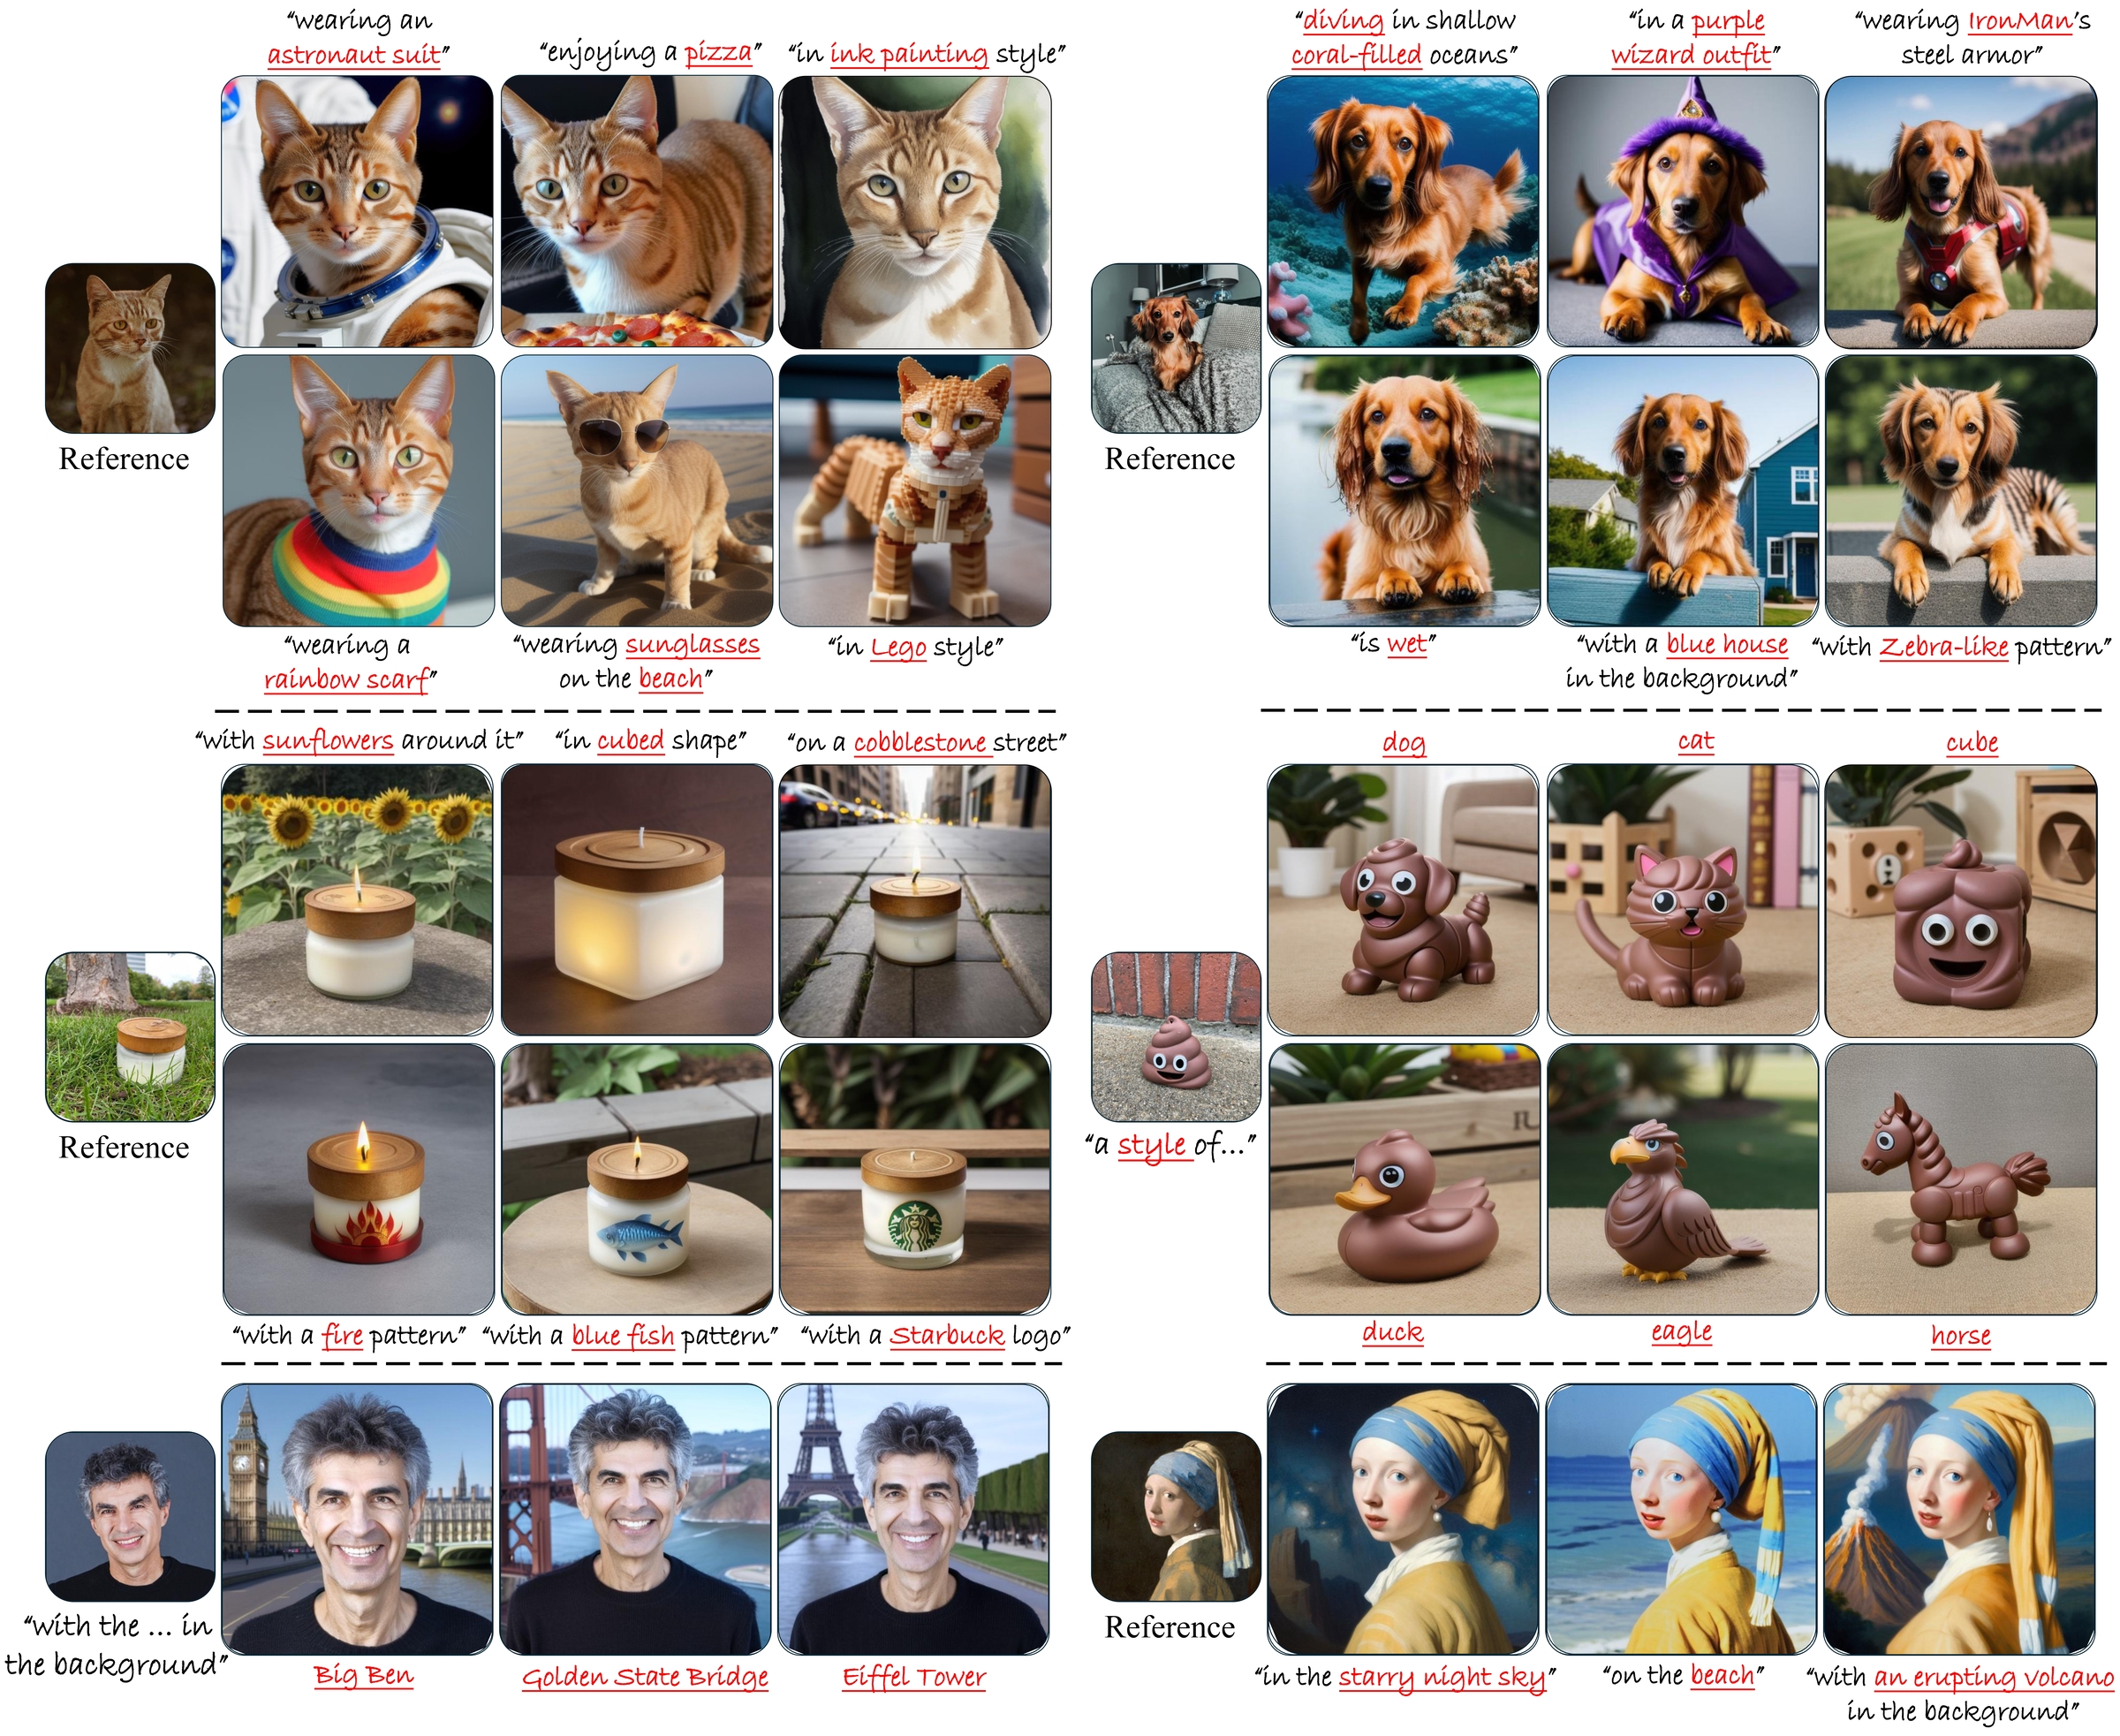 “wearing an
astronaut suit”
“enjoying a pizza”
“in ink painting style”
Reference
“wearing a
rainbow scarf”
“wearing sunglasses
on the beach”
“in Lego style”
“diving in shallow
coral-filled oceans”
“in a purple
wizard outfit”
“wearing IronMan’s
steel armor”
Reference
“is wet”
“with a blue house
in the background”
“with Zebra-like pattern”
“with sunflowers around it”
“in cubed shape”
“on a cobblestone street”
Reference
“with a fire pattern”
“with a blue fish pattern”
“with a Starbuck logo”
dog
cat
cube
“a style of...”
duck
eagle
horse
“with the ... in
the background”
Big Ben
Golden State Bridge
Eiffel Tower
Reference
“in the starry night sky”
“on the beach”
“with an erupting volcano
in the background”